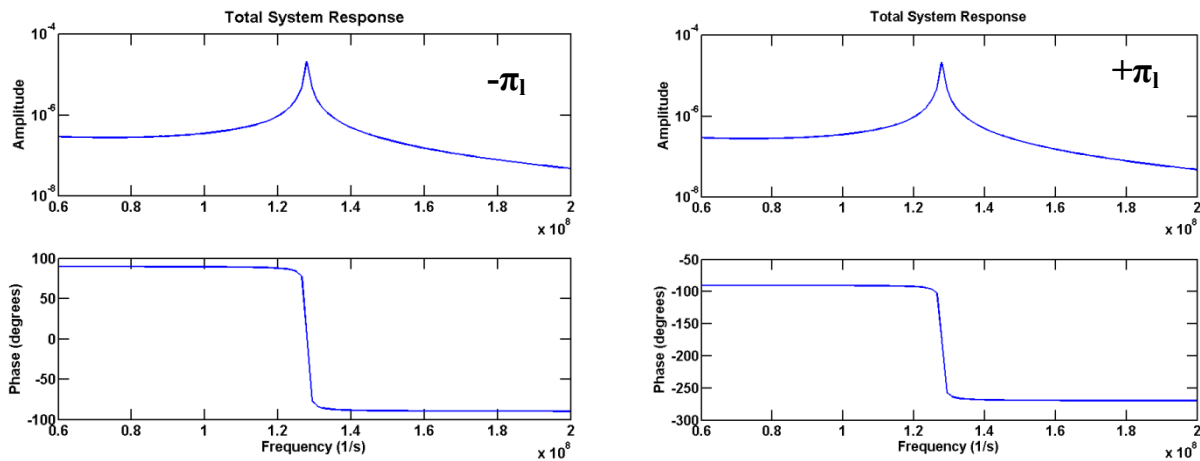 Total System Response
-π₁
Amplitude
10⁻⁴
10⁻⁶
10⁻⁸
0.6 0.8 1 1.2 1.4 1.6 1.8 2
x 10⁸
Phase (degrees)
100
50
0
-50
-100
0.6 0.8 1 1.2 1.4 1.6 1.8 2
Frequency (1/s)
x 10⁸
Total System Response
+π₁
Amplitude
10⁻⁴
10⁻⁶
10⁻⁸
0.6 0.8 1 1.2 1.4 1.6 1.8 2
x 10⁸
Phase (degrees)
-50
-100
-150
-200
-250
-300
0.6 0.8 1 1.2 1.4 1.6 1.8 2
Frequency (1/s)
x 10⁸